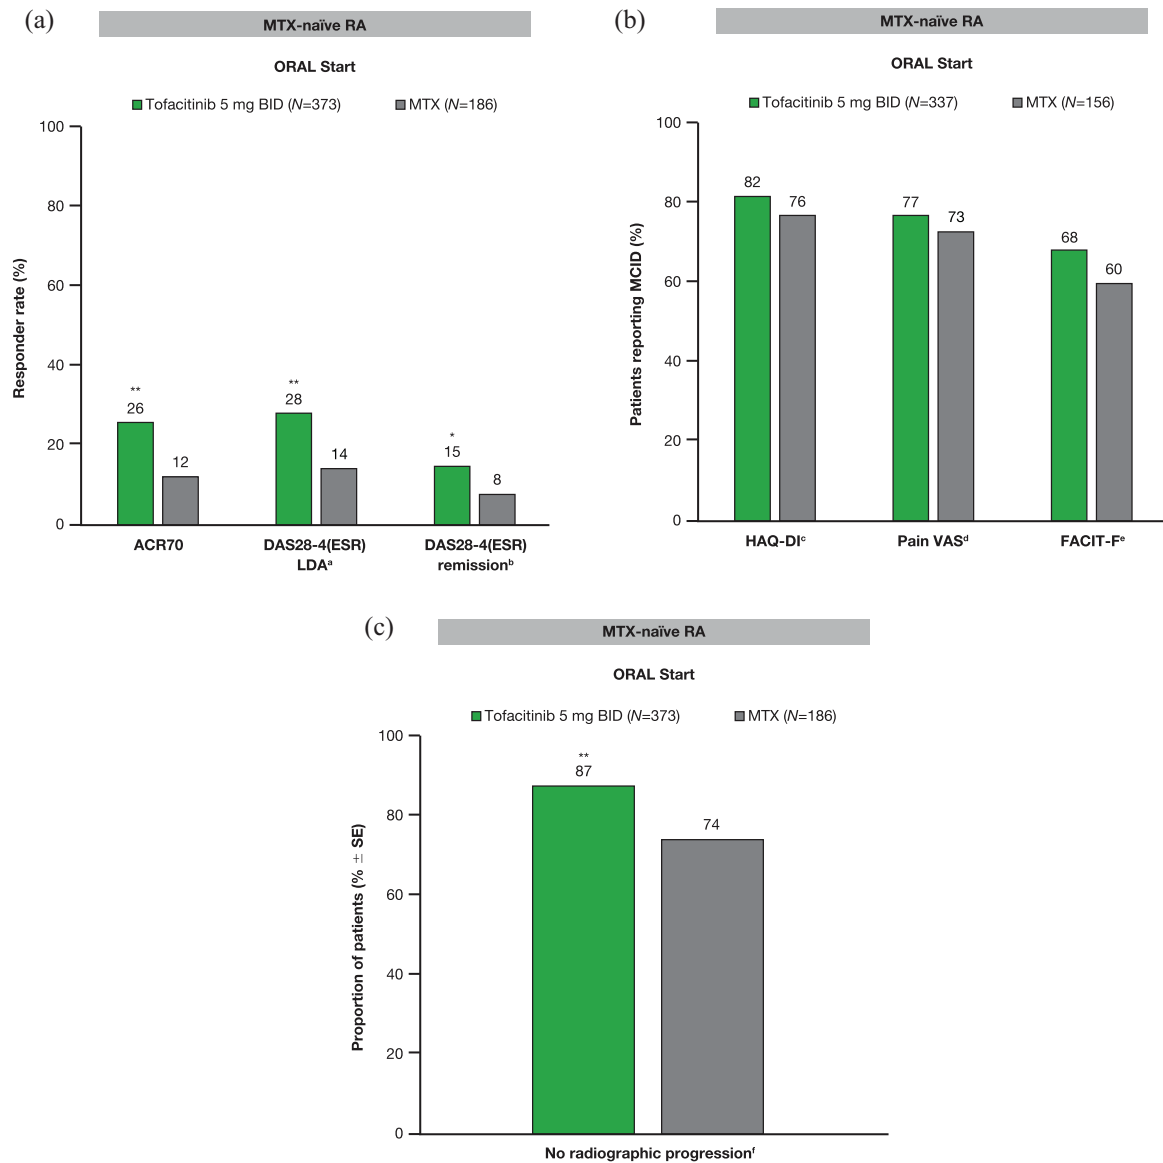 (a)
MTX-naïve RA
ORAL Start
Tofacitinib 5 mg BID (N=373) MTX (N=186)
Responder rate (%)
100
80
60
40
20
0
**
26
12
**
28
14
*
15
8
ACR70
DAS28-4(ESR)
LDAᵃ
DAS28-4(ESR)
remissionᵇ
(b)
MTX-naïve RA
ORAL Start
Tofacitinib 5 mg BID (N=337) MTX (N=156)
Patients reporting MCID (%)
100
80
60
40
20
0
82
76
77
73
68
60
HAQ-DIᶜ
Pain VASᵈ
FACIT-Fᵉ
(c)
MTX-naïve RA
ORAL Start
Tofacitinib 5 mg BID (N=373) MTX (N=186)
Proportion of patients (% ± SE)
100
80
60
40
20
0
**
87
74
No radiographic progressionᶠ